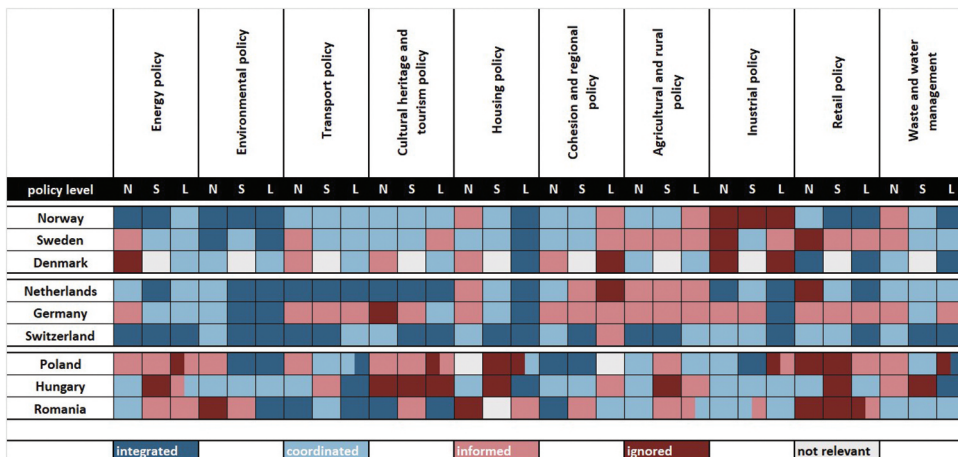 Energy policy
Environmental policy
Transport policy
Cultural heritage and
tourism policy
Housing policy
Cohesion and regional
policy
Agricultural and rural
policy
Inustrial policy
Retail policy
Waste and water
management
policy level N S L N S L N S L N S L N S L N S L N S L N S L N S L N S L
Norway
Sweden
Denmark
Netherlands
Germany
Switzerland
Poland
Hungary
Romania
integrated coordinated informed ignored not relevant